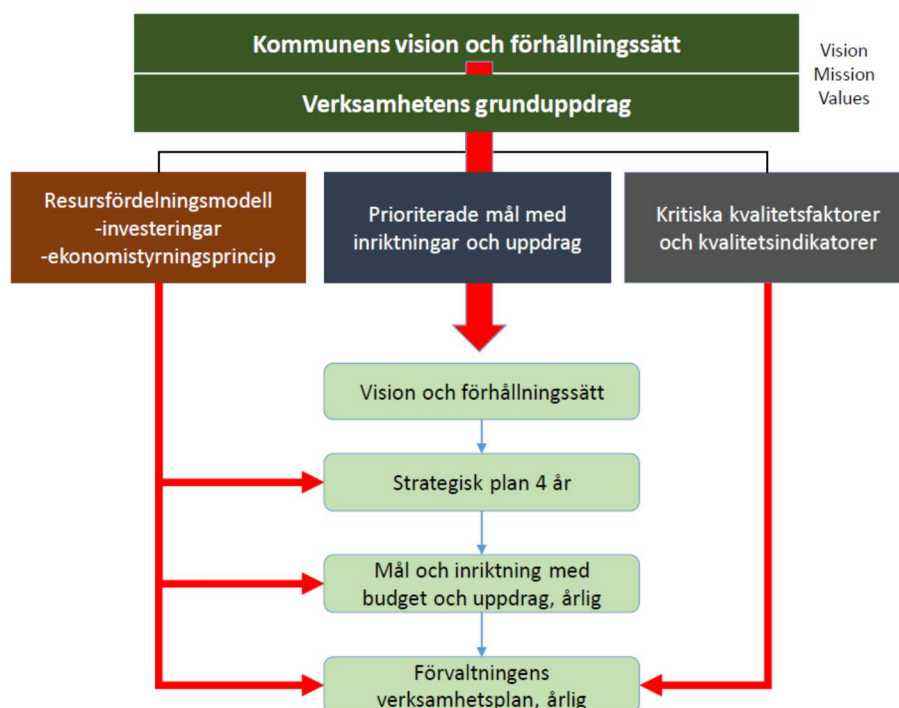 Kommunens vision och förhållningssätt
Verksamhetens grunduppdrag
Vision
Mission
Values
Resursfördelningsmodell
-investeringar
-ekonomistyrningsprincip
Prioriterade mål med
inriktningar och uppdrag
Kritiska kvalitetsfaktorer
och kvalitetsindikatorer
Vision och förhållningssätt
Strategisk plan 4 år
Mål och inriktning med
budget och uppdrag, årlig
Förvaltningens
verksamhetsplan, årlig